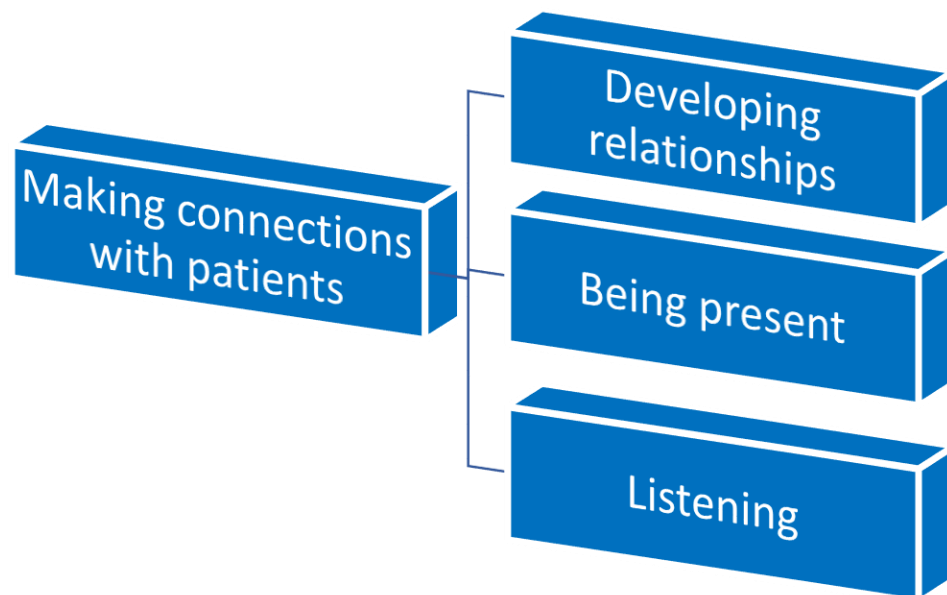 Making connections
with patients
Developing
relationships
Being present
Listening